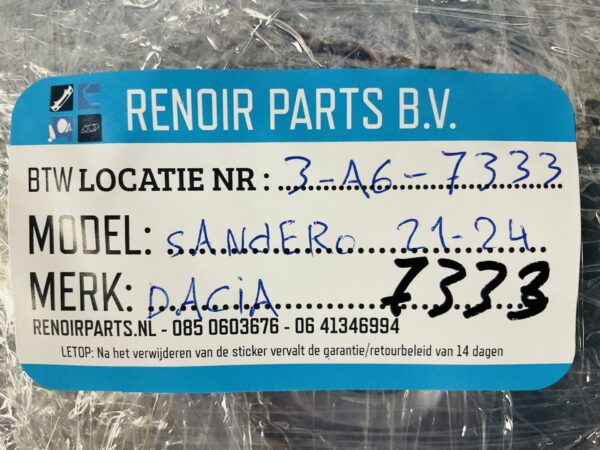 RENOIR PARTS B.V.
BTW LOCATIE NR : 3-A6-7333
MODEL: SANdERO 21-24
MERK: DACiA 7333
RENOIRPARTS.NL - 085 0603676 - 06 41346994
LETOP: Na het verwijderen van de sticker vervalt de garantie/retourbeleid van 14 dagen